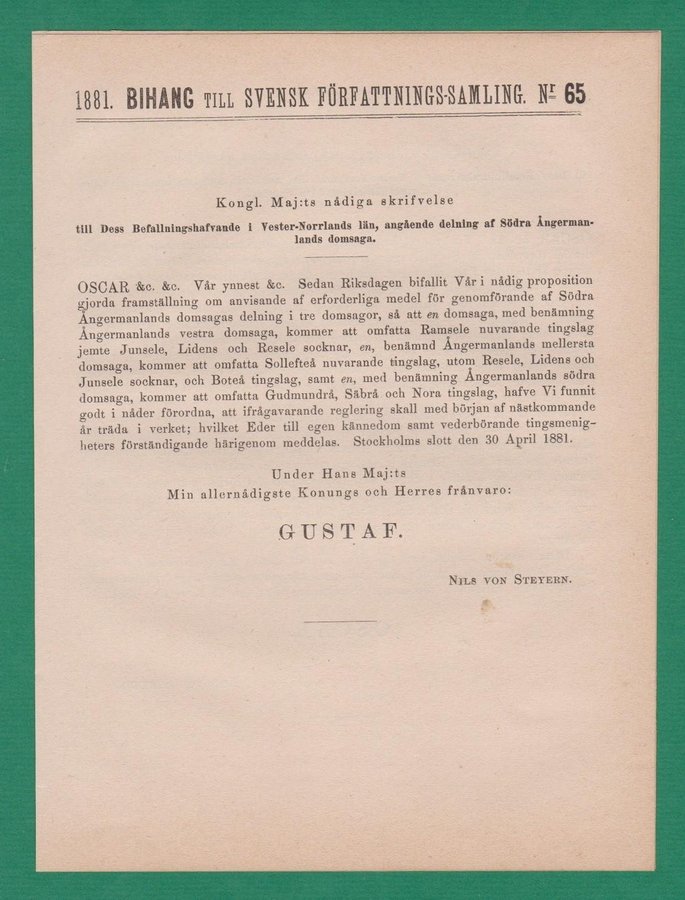 1881. BIHANG TILL SVENSK FÖRFATTNINGS-SAMLING. Nr 65
Kongl. Maj:ts nådiga skrifvelse
till Dess Befallningshafvande i Vester-Norrlands län, angående delning af Södra Ångerman-
lands domsaga.
OSCAR &c. &c. Vår ynnest &c. Sedan Riksdagen bifallit Vår i nådig proposition
gjorda framställning om anvisande af erforderliga medel för genomförande af Södra
Ångermanlands domsagas delning i tre domsagor, så att en domsaga, med benämning
Ångermanlands vestra domsaga, kommer att omfatta Ramsele nuvarande tingslag
jemte Junsele, Lidens och Resele socknar, en, benämnd Ångermanlands mellersta
domsaga, kommer att omfatta Sollefteå nuvarande tingslag, utom Resele, Lidens och
Junsele socknar, och Boteå tingslag, samt en, med benämning Ångermanlands södra
domsaga, kommer att omfatta Gudmundrå, Säbrå och Nora tingslag, hafve Vi funnit
godt i nåder förordna, att ifrågavarande reglering skall med början af nästkommande
år träda i verket; hvilket Eder till egen kännedom samt vederbörande tingsmenig-
heters förständigande härigenom meddelas. Stockholms slott den 30 April 1881.
Under Hans Maj:ts
Min allernådigste Konungs och Herres frånvaro:
GUSTAF.
NILS VON STEYERN.